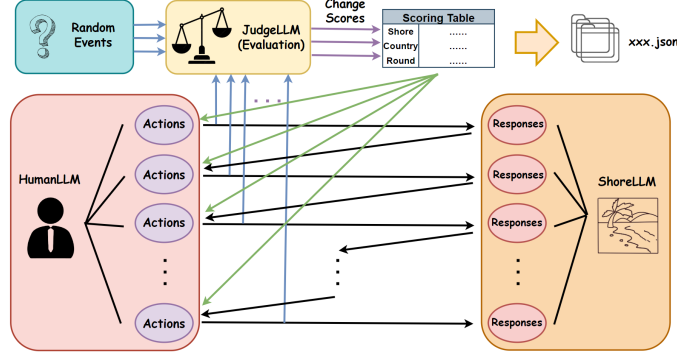 Random
Events
JudgeLLM
(Evaluation)
Change
Scores
Scoring Table
Shore ......
Country ......
Round ......
xxx.json
HumanLLM
Actions
Actions
Actions
Actions
Responses
Responses
Responses
Responses
ShoreLLM